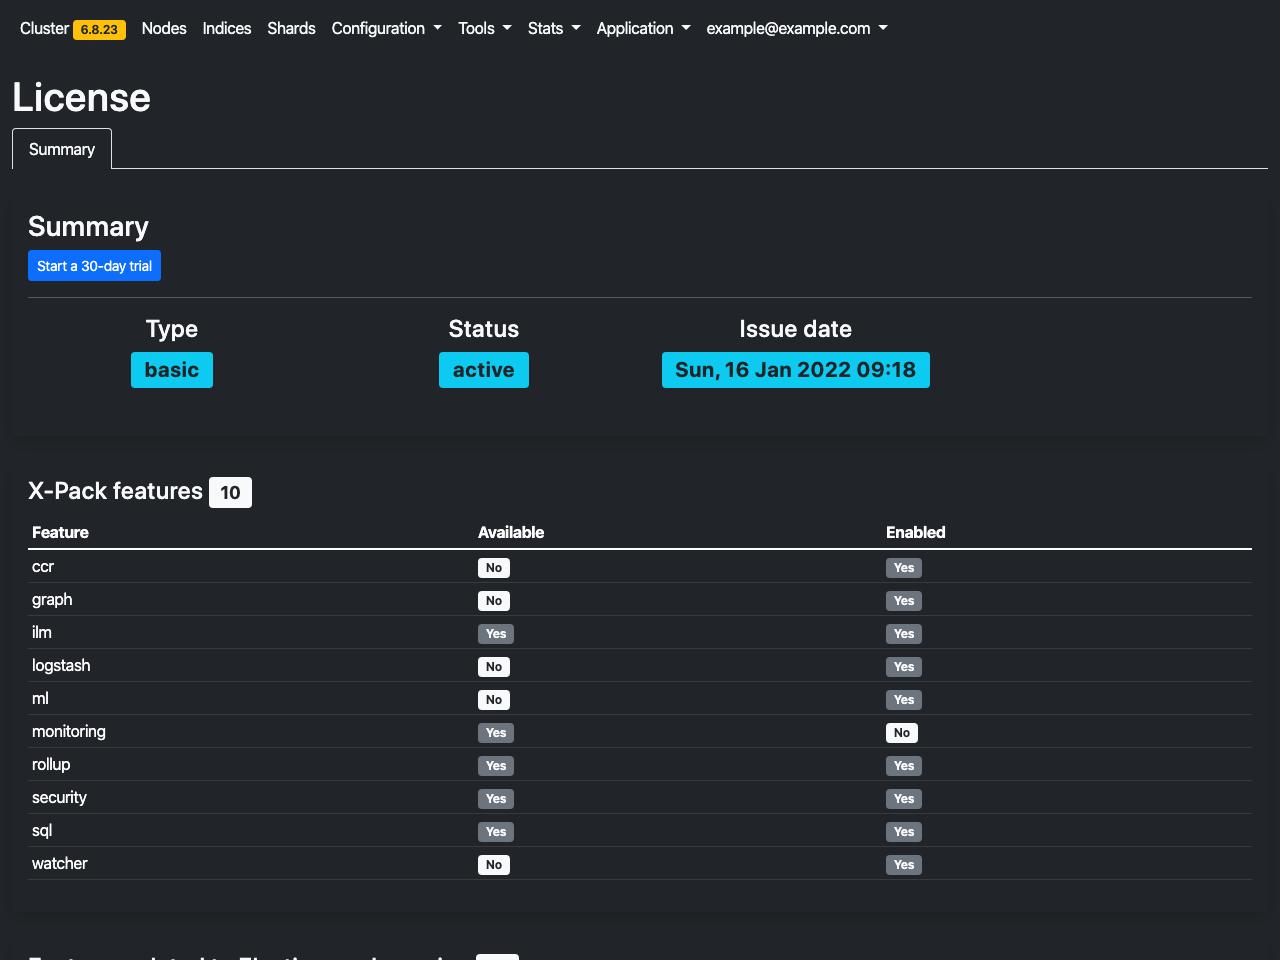 Cluster 6.8.23 Nodes Indices Shards Configuration Tools Stats Application example@example.com
License
Summary
Summary
Start a 30-day trial
Type Status Issue date
basic active Sun, 16 Jan 2022 09:18
X-Pack features 10
Feature Available Enabled
ccr No Yes
graph No Yes
ilm Yes Yes
logstash No Yes
ml No Yes
monitoring Yes No
rollup Yes Yes
security Yes Yes
sql Yes Yes
watcher No Yes